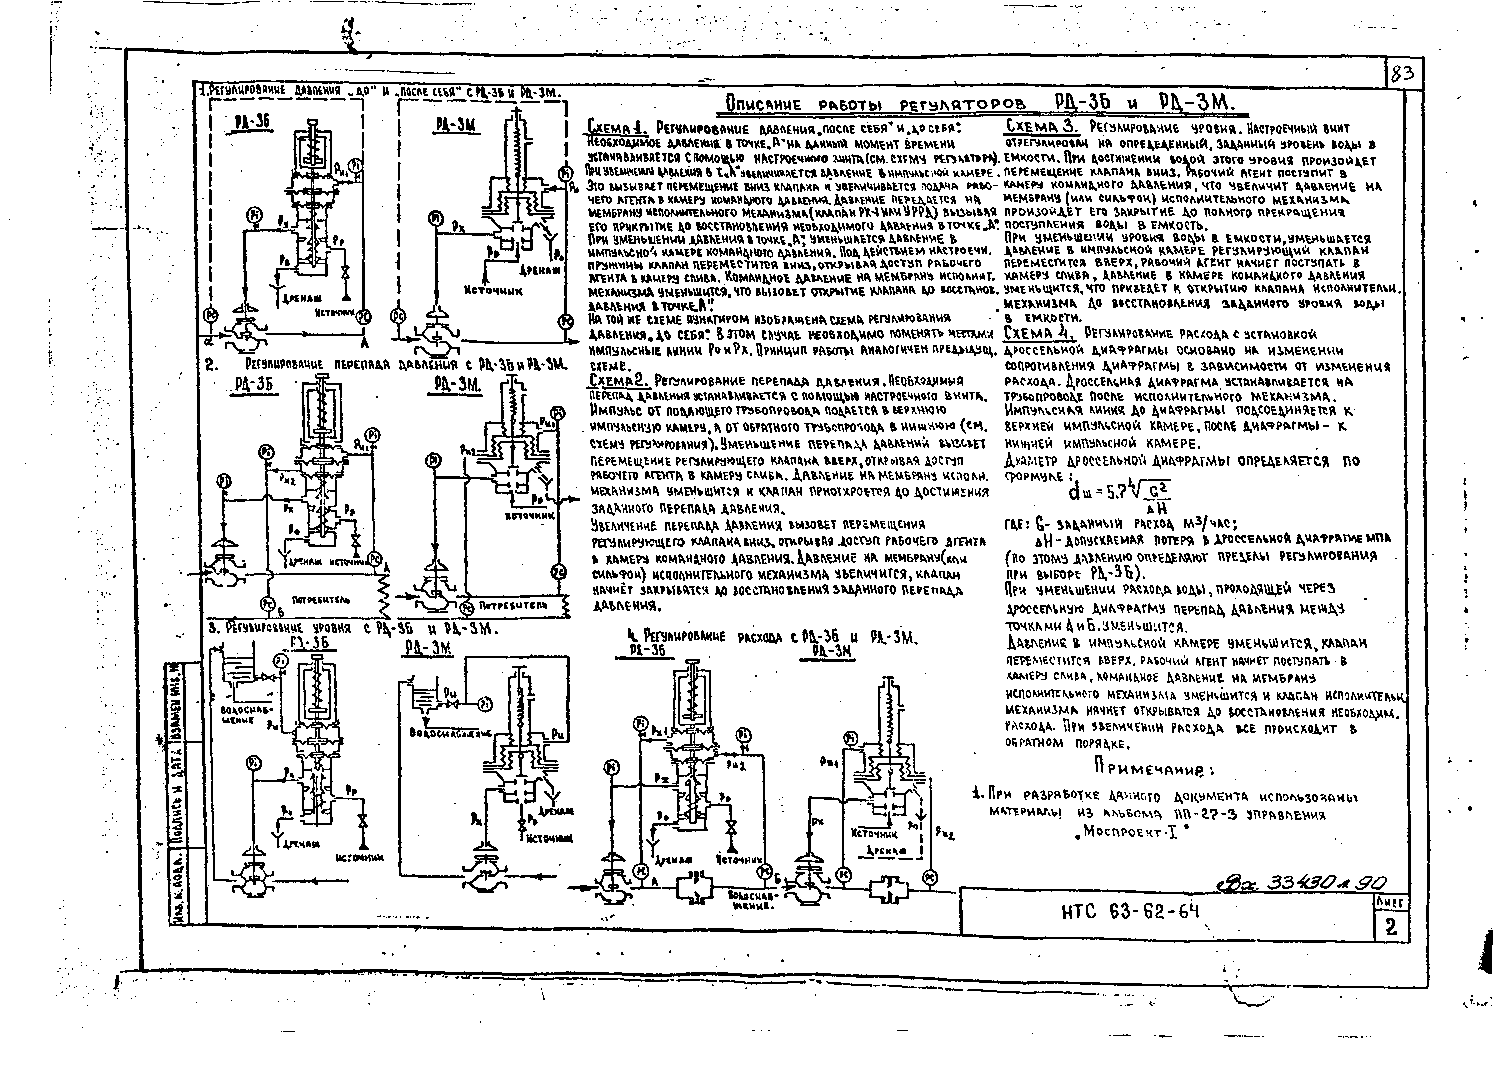 83
1. Регулирование давления „до" и „после себя" с РД-3Б и РД-3М.
РД-3Б
РД-3М
Дренаж
Источник
Дренаж
Источник
А
2. Регулирование перепада давления с РД-3Б и РД-3М.
РД-3Б
РД-3М.
Дренаж источник
Источник
Потребитель
Потребитель
А
Б
3. Регулирование уровня с РД-3Б и РД-3М.
РД-3Б
РД-3М
Водоснаб-
жение
Водоснабжение
Дренаж
Источник
Дренаж
Источник
4. Регулирование расхода с РД-3Б и РД-3М.
РД-3Б
РД-3М
Дренаж
Источник
Источник
Дренаж
А
Б
Водоснаб-
жение.
Описание работы регуляторов РД-3Б и РД-3М.
Схема 1. Регулирование давления „после себя" и „до себя".
Необходимое давления в точке „А" на данный момент времени
устанавливается с помощью настроечного винта (см. схему регулятора).
При увеличении давления в т. „А" увеличивается давление в импульсной камере.
Это вызывает перемещение вниз клапана и увеличивается подача рабо-
чего агента в камеру командного давления. Давление передается на
мембрану исполнительного механизма (клапан РК-1 или УРРД) вызывая
его прикрытие до восстановления необходимого давления в точке „А".
При уменьшении давления в точке „А", уменьшается давление в
импульсной камере командного давления. Под действием настроечн.
пружины клапан переместится вниз, открывая доступ рабочего
агента в камеру слива. Командное давление на мембрану исполнит.
механизма уменьшится, что вызовет открытие клапана до восстанов.
давления в точке „А".
На той же схеме пунктиром изображена схема регулирования
давления „до себя". В этом случае необходимо поменять местами
импульсные линии Ро и Рх. Принцип работы аналогичен предыдущ.
схеме.
Схема 2. Регулирование перепада давления. Необходимый
перепад давления устанавливается с помощью настроечного винта.
Импульс от подающего трубопровода подается в верхнюю
импульсную камеру, а от обратного трубопровода в нижнюю (см.
схему регулирования). Уменьшение перепада давлений вызовет
перемещение регулирующего клапана вверх, открывая доступ
рабочего агента в камеру слива. Давление на мембрану исполн.
механизма уменьшится и клапан приоткроется до достижения
заданного перепада давления.
Увеличение перепада давления вызовет перемещения
регулирующего клапана вниз, открывая доступ рабочего агента
в камеру командного давления. Давление на мембрану (или
сильфон) исполнительного механизма увеличится, клапан
начнёт закрыватся до восстановления заданного перепада
давления.
Схема 3. Регулирование уровня. Настроечный винт
отрегулирован на определенный, заданный уровень воды в
емкости. При достижении водой этого уровня произойдет
перемещение клапана вниз. Рабочий агент поступит в
камеру командного давления, что увеличит давление на
мембрану (или сильфон) исполнительного механизма
произойдет его закрытие до полного прекращения
поступления воды в емкость.
При уменьшении уровня воды в емкости, уменьшается
давление в импульсной камере регулирующий клапан
переместится вверх, рабочий агент начнет поступать в
камеру слива, давление в камере командного давления
уменьщится, что приведет к открытию клапана исполнительн.
механизма до восстановления заданного уровня воды
в емкости.
Схема 4. Регулирование расхода с установкой
дроссельной диафрагмы основано на изменении
сопротивления диафрагмы в зависимости от изменения
расхода. Дроссельная диафрагма устанавливается на
трубопроводе после исполнительного механизма.
Импульсная линия до диафрагмы подсоединяется к
верхней импульсной камере, после диафрагмы - к
нижней импульсной камере.
Диаметр дроссельной диафрагмы определяется по
формуле:
dш = 5,7 ∜G²/ΔH
где: G - заданный расход м³/час;
ΔH - допускаемая потеря в дроссельной диафрагме МПа
(по этому давлению определяют пределы регулирования
при выборе РД-3Б).
При уменьшении расхода воды, проходящей через
дроссельную диафрагму перепад давления между
точками А и Б уменьшится.
Давление в импульсной камере уменьшится, клапан
переместится вверх, рабочий агент начнет поступать в
камеру слива, командное давление на мембрану
исполнительного механизма уменьшится и клапан исполнительн.
механизма начнет открыватся до восстановления необходим.
расхода. При увеличении расхода все происходит в
обратном порядке.
Примечание:
1. При разработке данного документа использованы
материалы из альбома ПП-27-3 управления
„Моспроект-1"
Вх. 33430 л 90
НТС 63-62-64
Лист
2
Инв. № подл.
Подпись и дата
Взамен инв. №